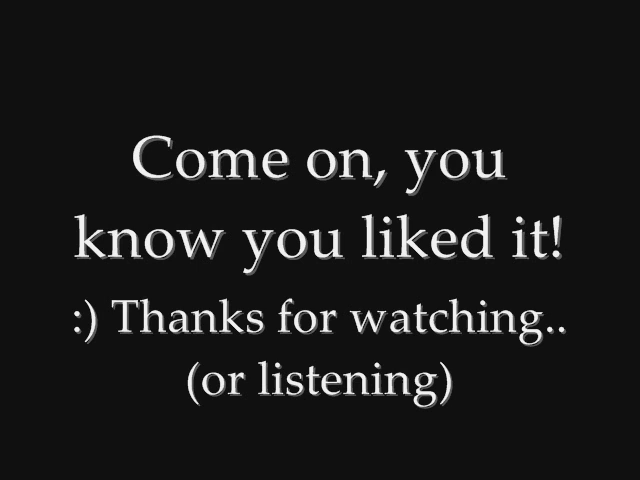 Come on, you
know you liked it!
:) Thanks for watching..
(or listening)